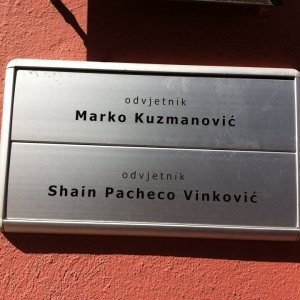 odvjetnik
Marko Kuzmanović
odvjetnik
Shain Pacheco Vinković